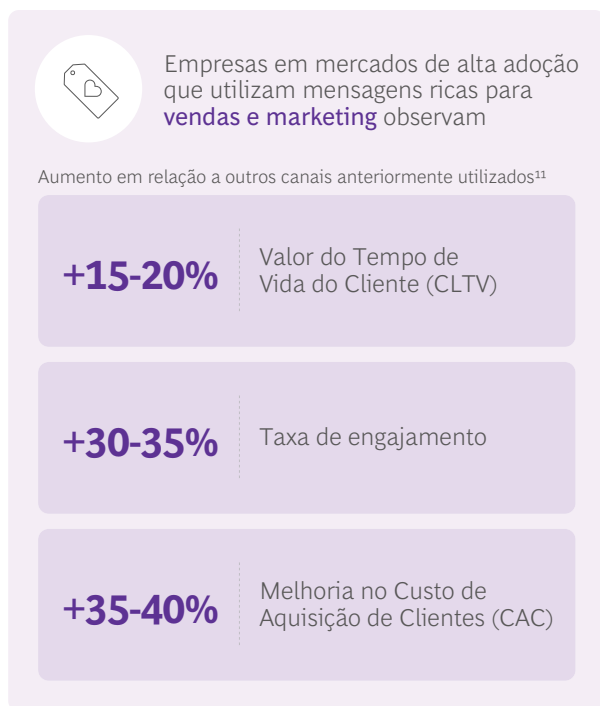 Empresas em mercados de alta adoção
que utilizam mensagens ricas para
vendas e marketing observam
Aumento em relação a outros canais anteriormente utilizados¹¹
+15-20%
Valor do Tempo de
Vida do Cliente (CLTV)
+30-35%
Taxa de engajamento
+35-40%
Melhoria no Custo de
Aquisição de Clientes (CAC)